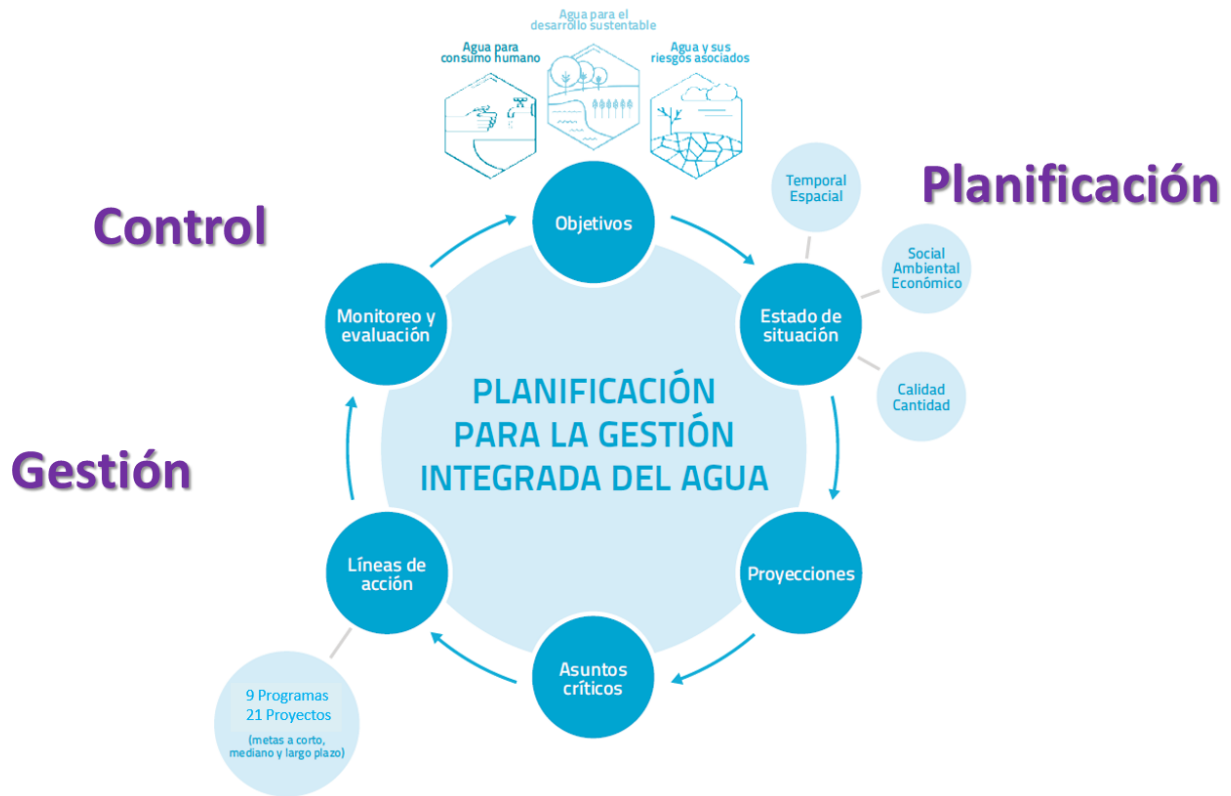 Agua para el
desarrollo sustentable
Agua para
consumo humano
Agua y sus
riesgos asociados
Planificación
Control
Gestión
Objetivos
Temporal
Espacial
Social
Ambiental
Económico
Estado de
situación
Calidad
Cantidad
Monitoreo y
evaluación
PLANIFICACIÓN
PARA LA GESTIÓN
INTEGRADA DEL AGUA
Proyecciones
Asuntos
críticos
Líneas de
acción
9 Programas
21 Proyectos
(metas a corto,
mediano y largo plazo)